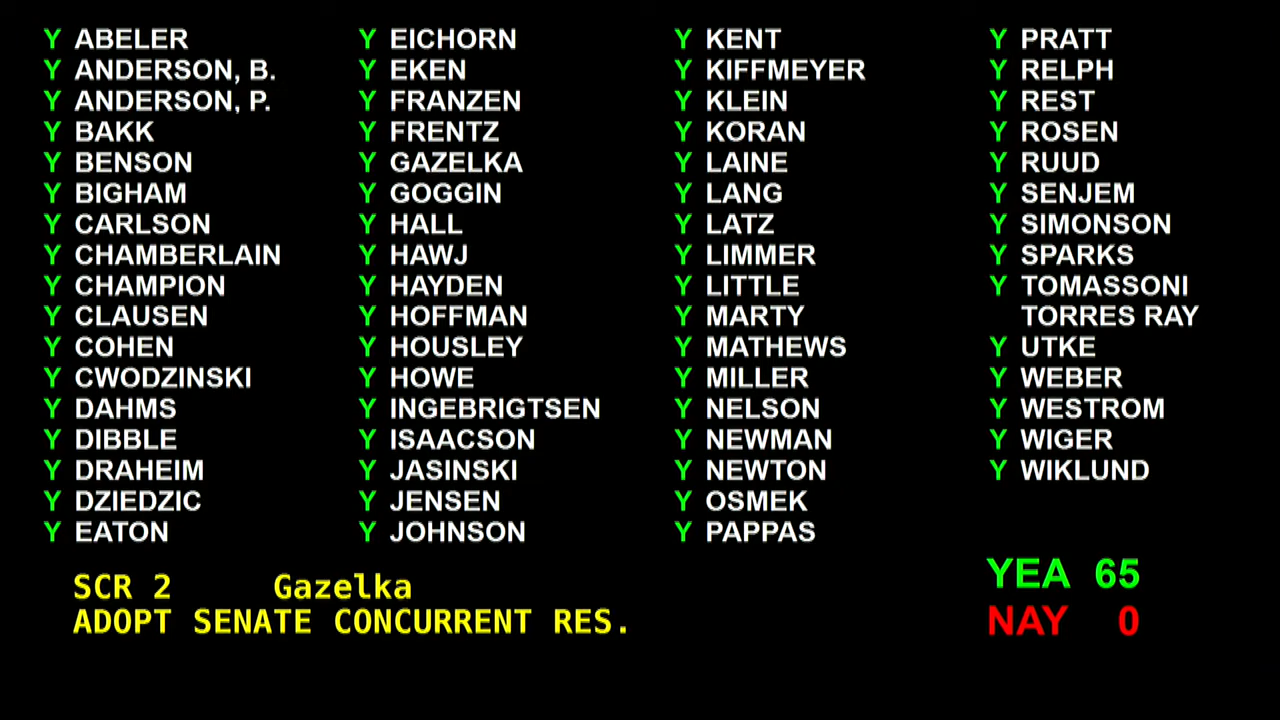 Y ABELER
Y ANDERSON, B.
Y ANDERSON, P.
Y BAKK
Y BENSON
Y BIGHAM
Y CARLSON
Y CHAMBERLAIN
Y CHAMPION
Y CLAUSEN
Y COHEN
Y CWODZINSKI
Y DAHMS
Y DIBBLE
Y DRAHEIM
Y DZIEDZIC
Y EATON
Y EICHORN
Y EKEN
Y FRANZEN
Y FRENTZ
Y GAZELKA
Y GOGGIN
Y HALL
Y HAWJ
Y HAYDEN
Y HOFFMAN
Y HOUSLEY
Y HOWE
Y INGEBRIGTSEN
Y ISAACSON
Y JASINSKI
Y JENSEN
Y JOHNSON
Y KENT
Y KIFFMEYER
Y KLEIN
Y KORAN
Y LAINE
Y LANG
Y LATZ
Y LIMMER
Y LITTLE
Y MARTY
Y MATHEWS
Y MILLER
Y NELSON
Y NEWMAN
Y NEWTON
Y OSMEK
Y PAPPAS
Y PRATT
Y RELPH
Y REST
Y ROSEN
Y RUUD
Y SENJEM
Y SIMONSON
Y SPARKS
Y TOMASSONI
TORRES RAY
Y UTKE
Y WEBER
Y WESTROM
Y WIGER
Y WIKLUND
SCR 2 Gazelka
ADOPT SENATE CONCURRENT RES.
YEA 65
NAY 0